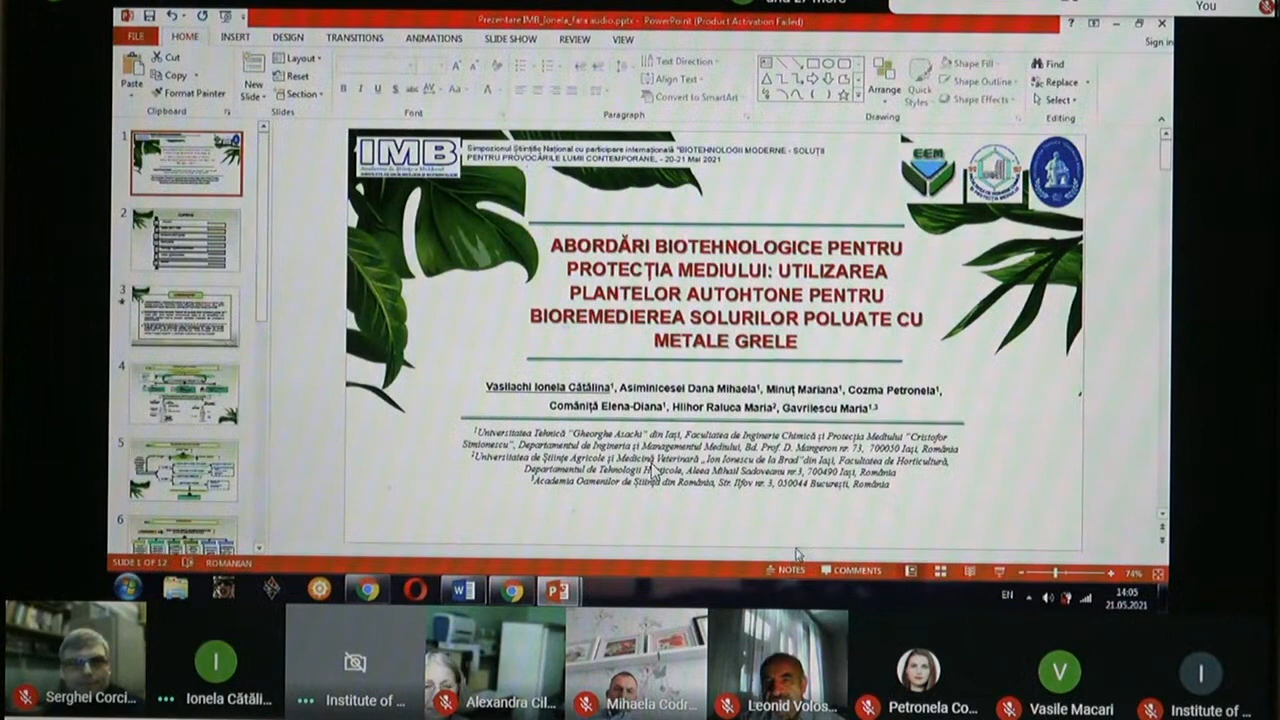 and 27 more
You
Prezentare IMB_Ionela_fara audio.pptx - PowerPoint (Product Activation Failed)
FILE HOME INSERT DESIGN TRANSITIONS ANIMATIONS SLIDE SHOW REVIEW VIEW
Sign in
Paste
Cut
Copy
Format Painter
Clipboard
New Slide
Layout
Reset
Section
Slides
Font
Text Direction
Align Text
Convert to SmartArt
Paragraph
Arrange
Quick Styles
Shape Fill
Shape Outline
Shape Effects
Drawing
Find
Replace
Select
Editing
1
2
3
4
5
6
IMB
Simpozionul Științific Național cu participare internațională "BIOTEHNOLOGII MODERNE - SOLUȚII
PENTRU PROVOCĂRILE LUMII CONTEMPORANE, - 20-21 Mai 2021
EEM
ABORDĂRI BIOTEHNOLOGICE PENTRU
PROTECȚIA MEDIULUI: UTILIZAREA
PLANTELOR AUTOHTONE PENTRU
BIOREMEDIEREA SOLURILOR POLUATE CU
METALE GRELE
Vasilachi Ionela Cătălina¹, Asiminicesei Dana Mihaela¹, Minuț Mariana¹, Cozma Petronela¹,
Comăniță Elena-Diana¹, Hlihor Raluca Maria², Gavrilescu Maria¹,³
¹Universitatea Tehnică "Gheorghe Asachi" din Iași, Facultatea de Inginerie Chimică și Protecția Mediului "Cristofor
Simionescu", Departamentul de Ingineria și Managementul Mediului, Bd. Prof. D. Mangeron nr. 73, 700050 Iași, România
²Universitatea de Științe Agricole și Medicină Veterinară „Ion Ionescu de la Brad" din Iași, Facultatea de Horticultură,
Departamentul de Tehnologii Horticole, Aleea Mihail Sadoveanu nr.3, 700490 Iași, România
³Academia Oamenilor de Știință din România, Str. Ilfov nr. 3, 050044 București, România
SLIDE 1 OF 12 ROMANIAN NOTES COMMENTS 74%
EN 14:05
21.05.2021
I
V
I
Serghei Corci... Ionela Cătăli... Institute of ... Alexandra Cil... Mihaela Codr... Leonid Volos... Petronela Co... Vasile Macari Institute of ...